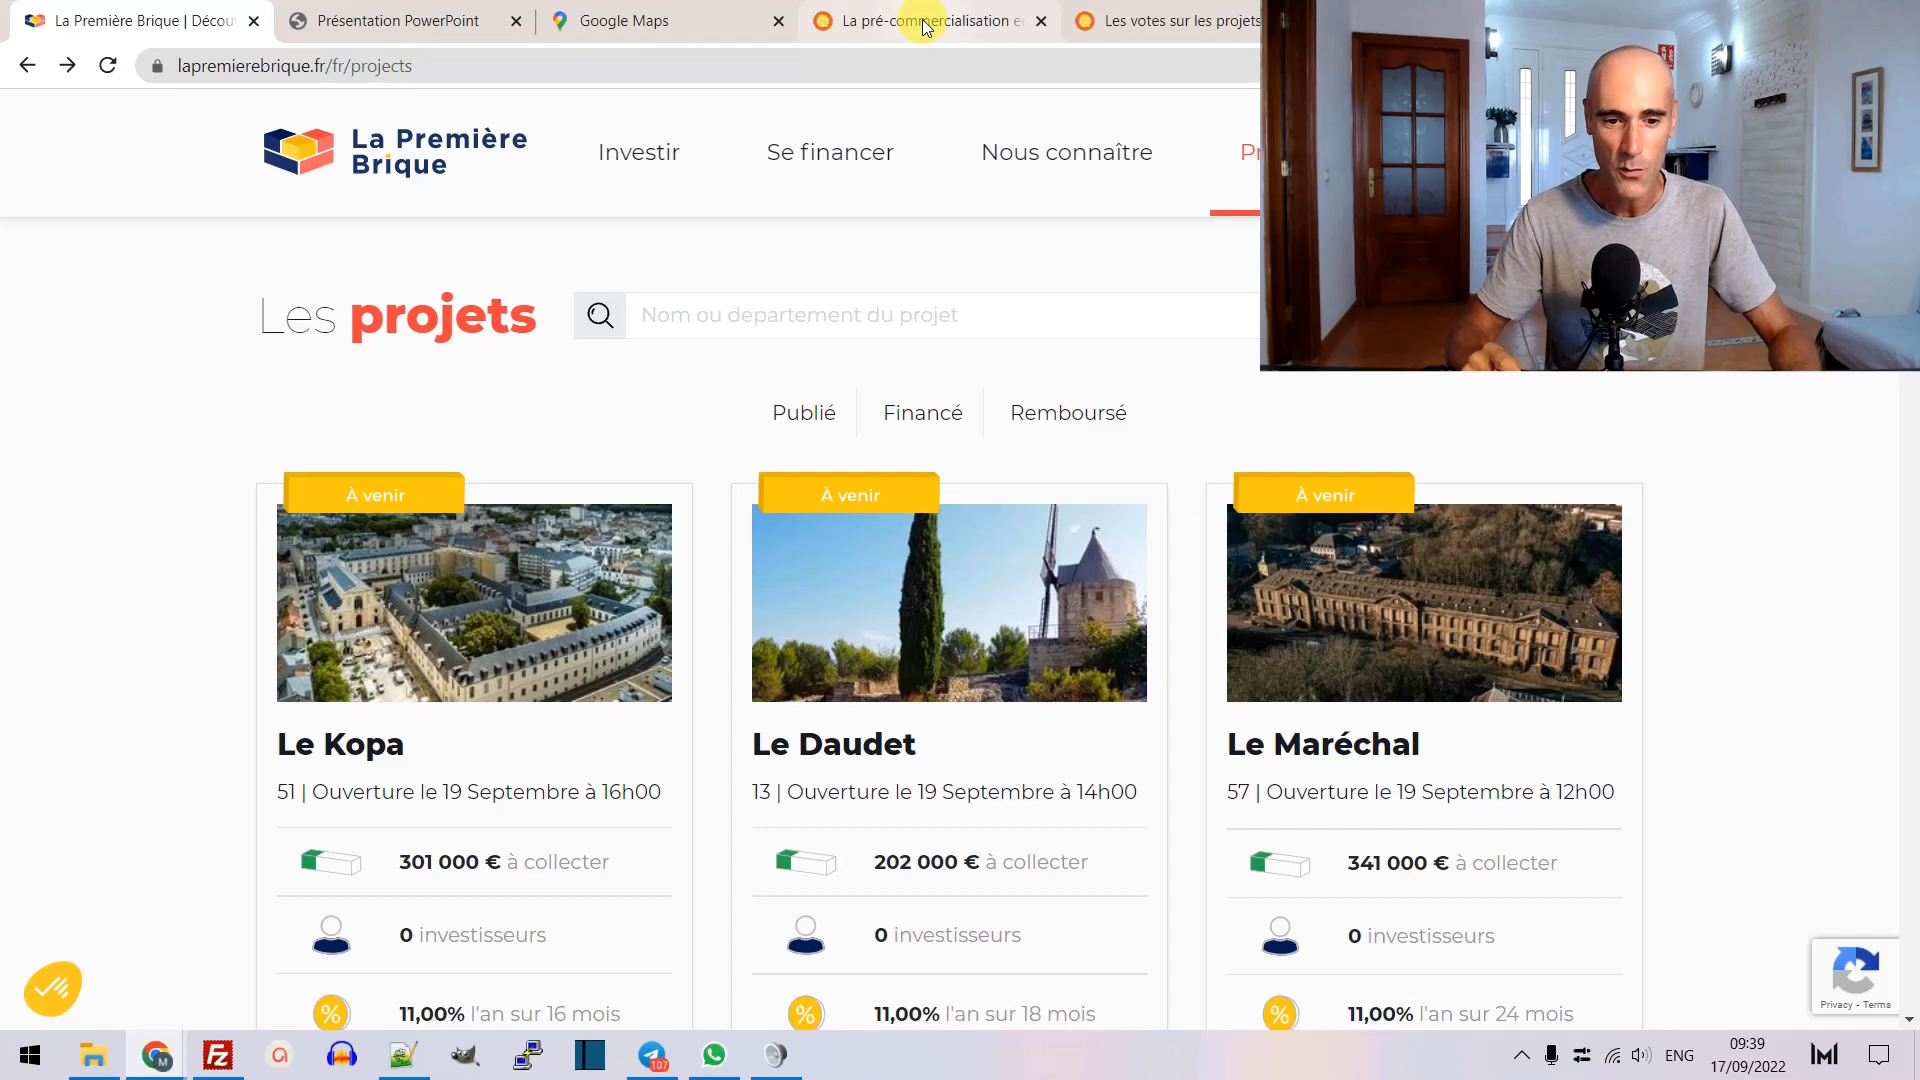 La Première Brique | Découv
Présentation PowerPoint
Google Maps
La pré-commercialisation e
Les votes sur les projets
lapremierebrique.fr/fr/projects
La Première
Brique
Investir
Se financer
Nous connaître
Pr
Les projets
Nom ou departement du projet
Publié
Financé
Remboursé
À venir
À venir
À venir
Le Kopa
Le Daudet
Le Maréchal
51 | Ouverture le 19 Septembre à 16h00
13 | Ouverture le 19 Septembre à 14h00
57 | Ouverture le 19 Septembre à 12h00
301 000 € à collecter
202 000 € à collecter
341 000 € à collecter
0 investisseurs
0 investisseurs
0 investisseurs
% 11,00% l'an sur 16 mois
% 11,00% l'an sur 18 mois
% 11,00% l'an sur 24 mois
Privacy - Terms
FZ
107
ENG
09:39
17/09/2022